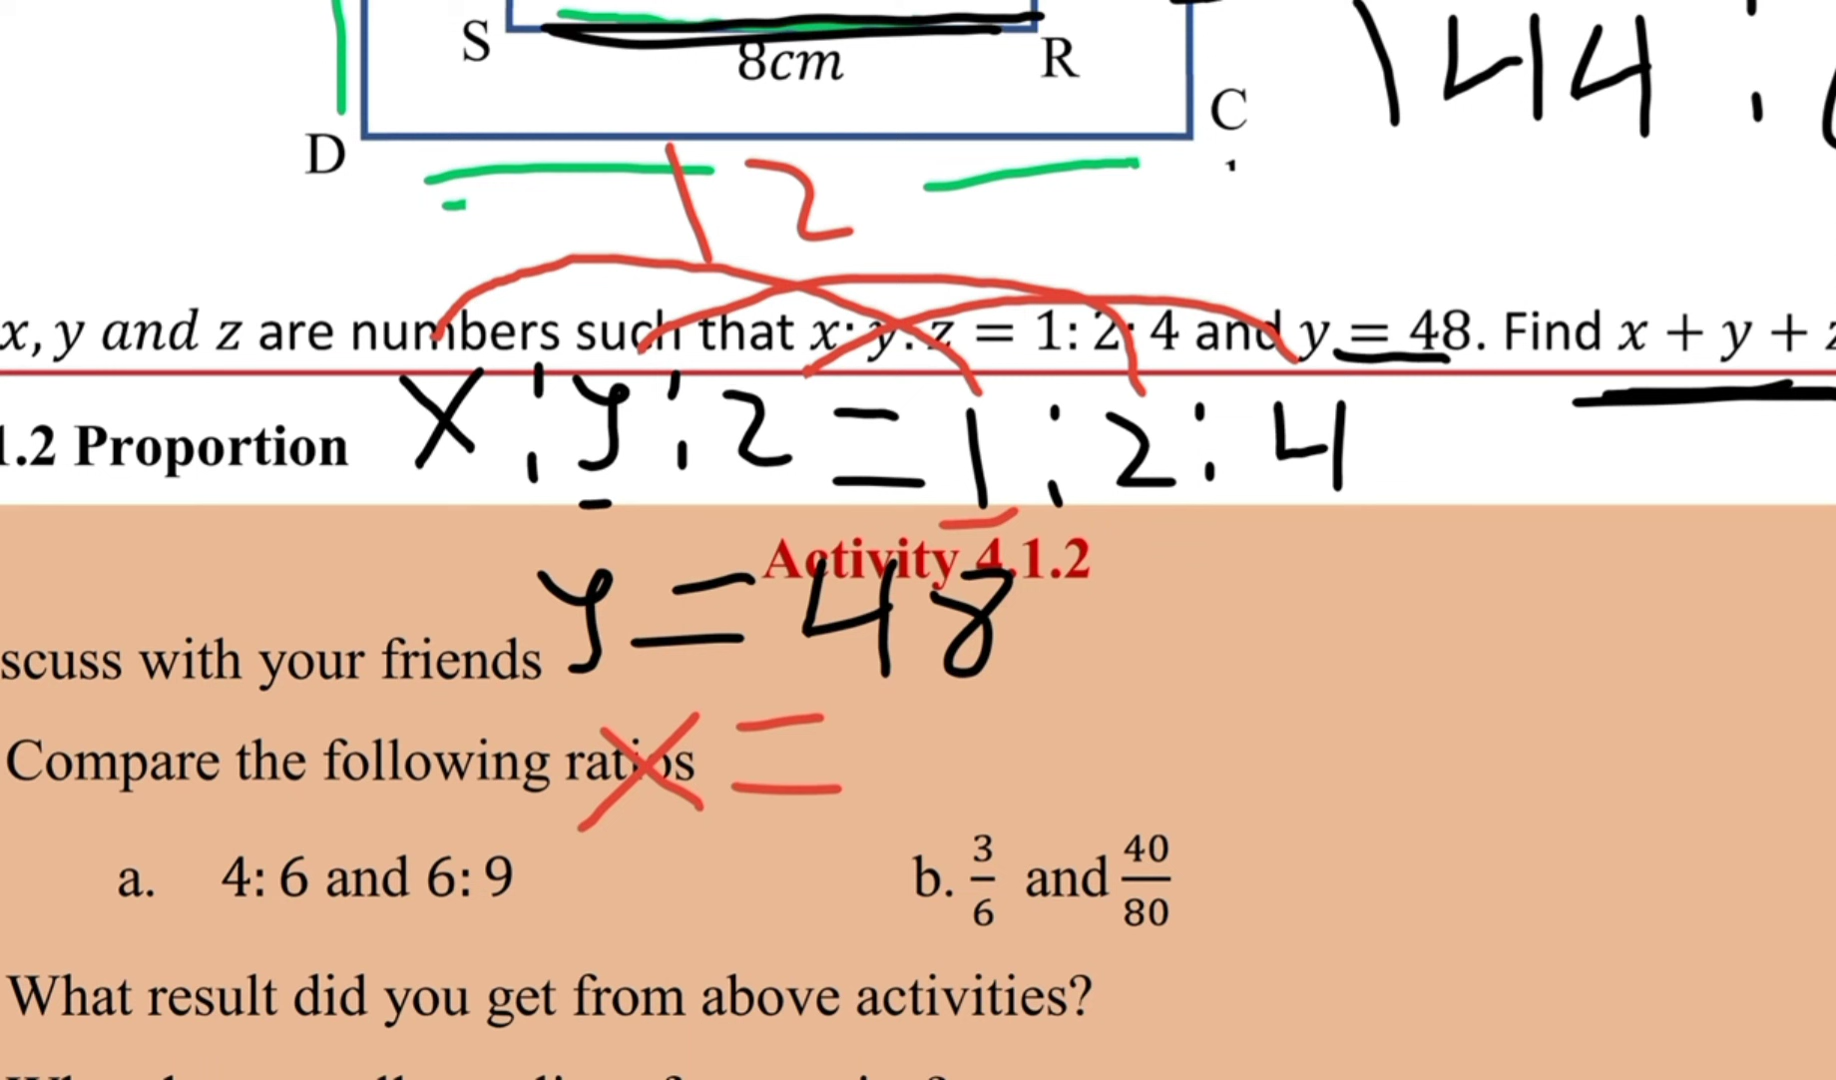 S
8cm
R
144 :
D
C
12
x, y and z are numbers such that x: y: z = 1: 2: 4 and y = 48. Find x + y + z
1.2 Proportion
x : y : z = 1 : 2 : 4
Activity 4.1.2
y = 48
scuss with your friends
Compare the following ratios
x =
a. 4: 6 and 6: 9
b. 3/6 and 40/80
What result did you get from above activities?